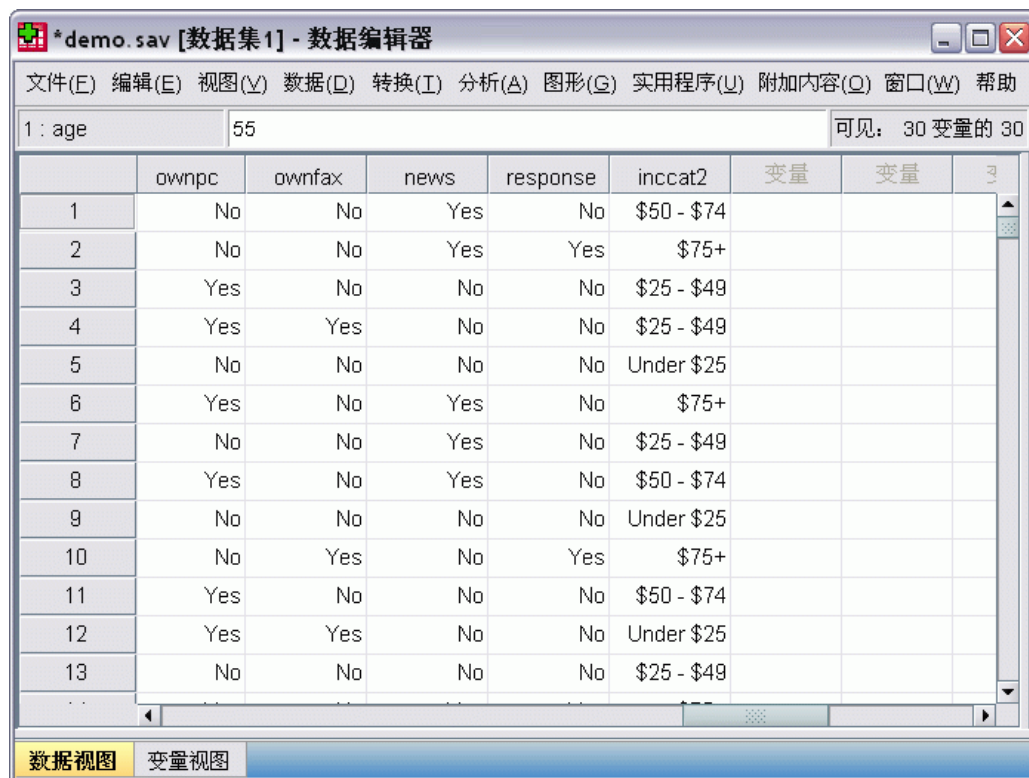 *demo.sav [数据集1] - 数据编辑器
文件(F) 编辑(E) 视图(V) 数据(D) 转换(T) 分析(A) 图形(G) 实用程序(U) 附加内容(O) 窗口(W) 帮助
1 : age 55 可见: 30 变量的 30
ownpc ownfax news response inccat2 变量 变量
1 No No Yes No $50 - $74
2 No No Yes Yes $75+
3 Yes No No No $25 - $49
4 Yes Yes No No $25 - $49
5 No No No No Under $25
6 Yes No Yes No $75+
7 No No Yes No $25 - $49
8 Yes No Yes No $50 - $74
9 No No No No Under $25
10 No Yes No Yes $75+
11 Yes No No No $50 - $74
12 Yes Yes No No Under $25
13 No No No No $25 - $49
数据视图 变量视图